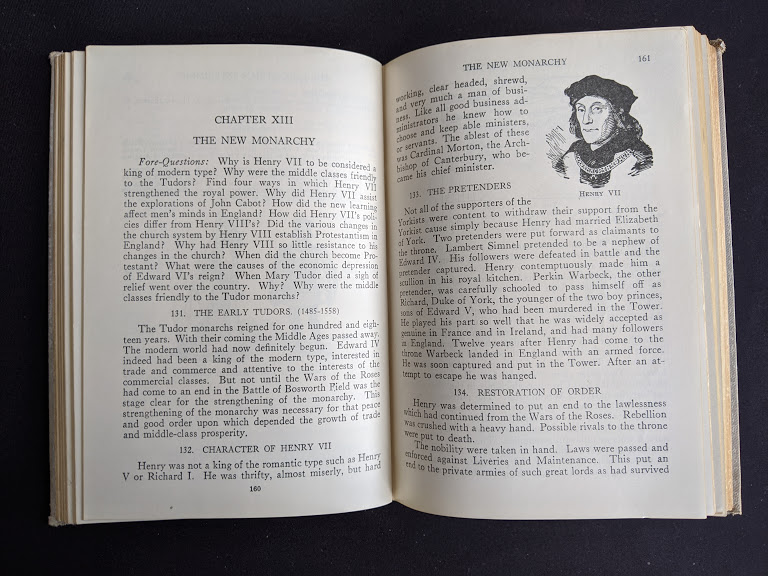 CHAPTER XIII
THE NEW MONARCHY
Fore-Questions: Why is Henry VII to be considered a
king of modern type? Why were the middle classes friendly
to the Tudors? Find four ways in which Henry VII
strengthened the royal power. Why did Henry VII assist
the explorations of John Cabot? How did the new learning
affect men's minds in England? How did Henry VII's poli-
cies differ from Henry VIII's? Did the various changes in
the church system by Henry VIII establish Protestantism in
England? Why had Henry VIII so little resistance to his
changes in the church? When did the church become Pro-
testant? What were the causes of the economic depression
of Edward VI's reign? When Mary Tudor died a sigh of
relief went over the country. Why? Why were the middle
classes friendly to the Tudor monarchs?
131. THE EARLY TUDORS. (1485-1558)
The Tudor monarchs reigned for one hundred and eigh-
teen years. With their coming the Middle Ages passed away.
The modern world had now definitely begun. Edward IV
indeed had been a king of the modern type, interested in
trade and commerce and attentive to the interests of the
commercial classes. But not until the Wars of the Roses
had come to an end in the Battle of Bosworth Field was the
stage clear for the strengthening of the monarchy. This
strengthening of the monarchy was necessary for that peace
and good order upon which depended the growth of trade
and middle-class prosperity.
132. CHARACTER OF HENRY VII
Henry was not a king of the romantic type such as Henry
V or Richard I. He was thrifty, almost miserly, but hard
160
THE NEW MONARCHY 161
working, clear headed, shrewd,
and very much a man of busi-
ness. Like all good business ad-
ministrators he knew how to
choose and keep able ministers,
or servants. The ablest of these
was Cardinal Morton, the Arch-
bishop of Canterbury, who be-
came his chief minister.
HENRY VII
133. THE PRETENDERS
Not all of the supporters of the
Yorkists were content to withdraw their support from the
Yorkist cause simply because Henry had married Elizabeth
of York. Two pretenders were put forward as claimants to
the throne. Lambert Simnel pretended to be a nephew of
Edward IV. His followers were defeated in battle and the
pretender captured. Henry contemptuously made him a
scullion in his royal kitchen. Perkin Warbeck, the other
pretender, was carefully schooled to pass himself off as
Richard, Duke of York, the younger of the two boy princes,
sons of Edward V, who had been murdered in the Tower.
He played his part so well that he was widely accepted as
genuine in France and in Ireland, and had many followers
in England. Twelve years after Henry had come to the
throne Warbeck landed in England with an armed force.
He was soon captured and put in the Tower. After an at-
tempt to escape he was hanged.
134. RESTORATION OF ORDER
Henry was determined to put an end to the lawlessness
which had continued from the Wars of the Roses. Rebellion
was crushed with a heavy hand. Possible rivals to the throne
were put to death.
The nobility were taken in hand. Laws were passed and
enforced against Liveries and Maintenance. This put an
end to the private armies of such great lords as had survived